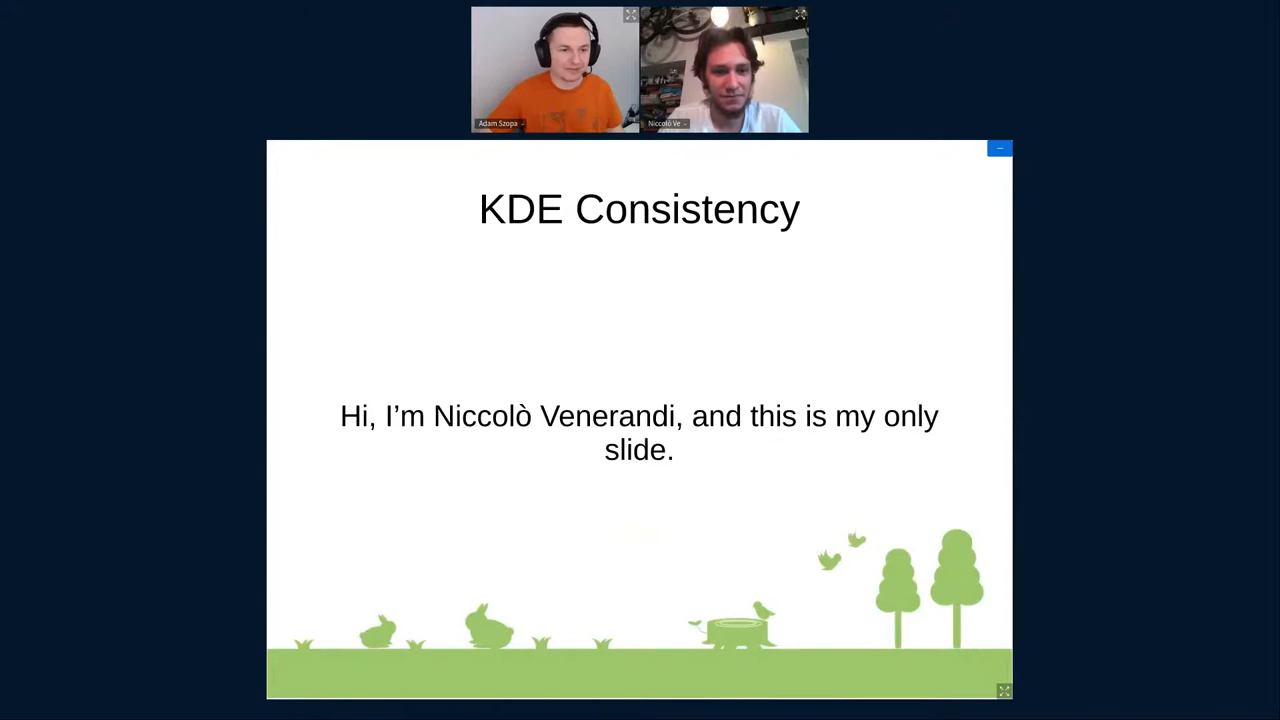 Adam Szopa
Niccolò Ve
KDE Consistency
Hi, I’m Niccolò Venerandi, and this is my only
slide.